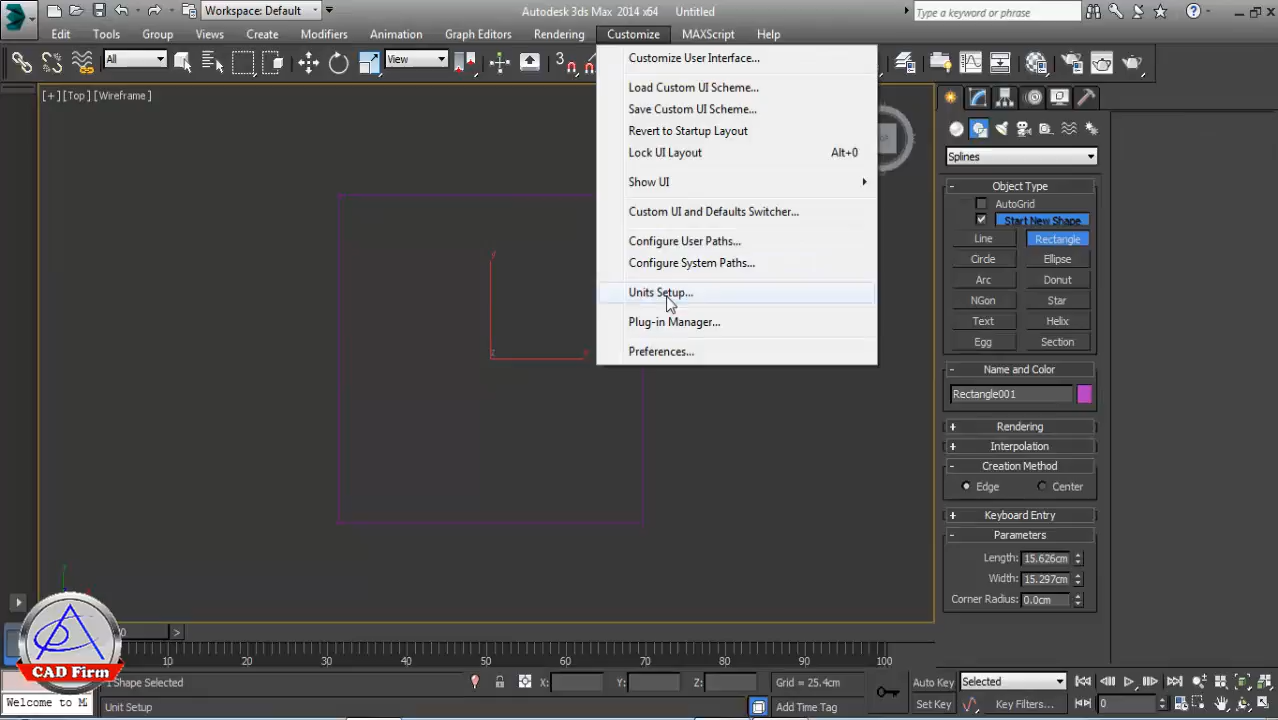 Workspace: Default
Autodesk 3ds Max 2014 x64 Untitled
Type a keyword or phrase
Edit Tools Group Views Create Modifiers Animation Graph Editors Rendering Customize MAXScript Help
All
View
3
[+] [Top] [Wireframe]
Customize User Interface...
Load Custom UI Scheme...
Save Custom UI Scheme...
Revert to Startup Layout
Lock UI Layout Alt+0
Show UI
Custom UI and Defaults Switcher...
Configure User Paths...
Configure System Paths...
Units Setup...
Plug-in Manager...
Preferences...
Splines
- Object Type
AutoGrid
Start New Shape
Line Rectangle
Circle Ellipse
Arc Donut
NGon Star
Text Helix
Egg Section
- Name and Color
Rectangle001
+ Rendering
+ Interpolation
- Creation Method
Edge Center
+ Keyboard Entry
- Parameters
Length: 15.626cm
Width: 15.297cm
Corner Radius: 0.0cm
y
z
CAD Firm
0 >
10 20 30 40 50 60 70 80 90 100
1 Shape Selected X: Y: Z: Grid = 25.4cm Auto Key Selected
Welcome to M Unit Setup Add Time Tag Set Key Key Filters... 0